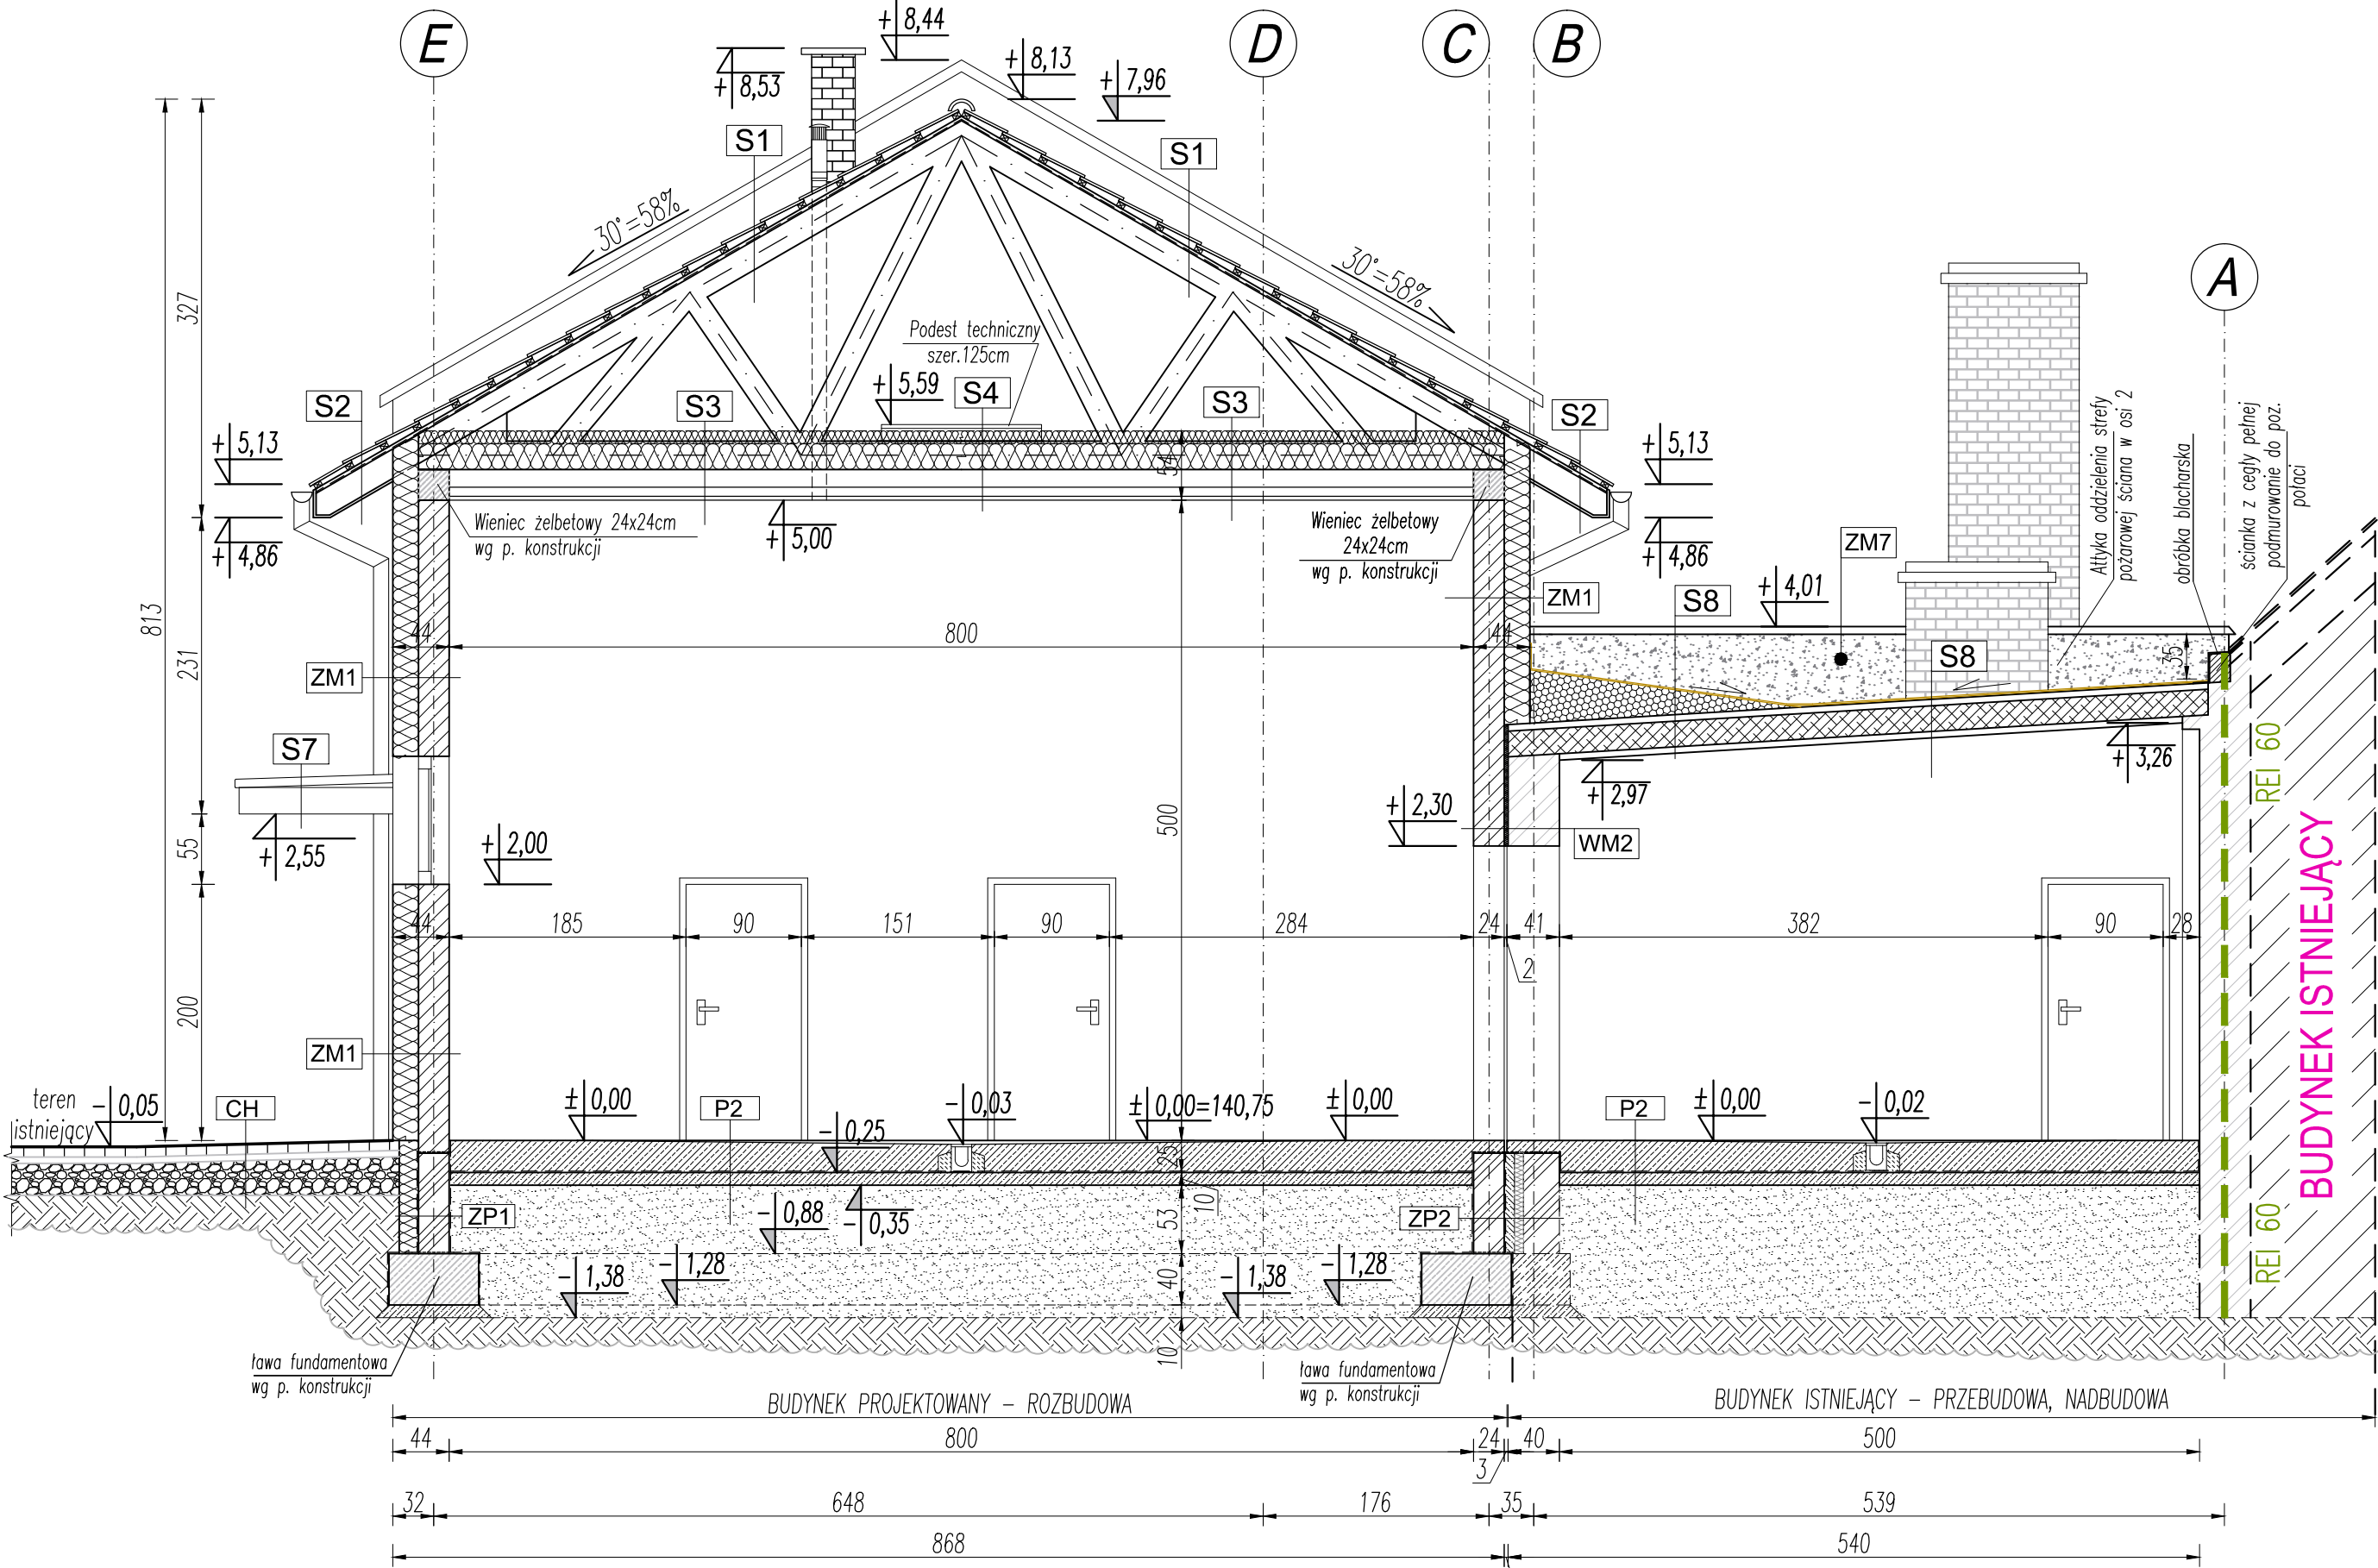 E
D
C
B
A
+8,44
+8,53
+8,13
+7,96
S1
S1
30°=58%
30°=58%
Podest techniczny
szer.125cm
+5,59
S4
S2
S3
S3
S2
+5,13
+5,13
+4,86
+4,86
Wieniec żelbetowy 24x24cm
wg p. konstrukcji
+5,00
Wieniec żelbetowy
24x24cm
wg p. konstrukcji
54
327
813
231
55
200
ZM1
ZM7
S8
+4,01
S8
Attyka oddzielenia strefy
pożarowej ściana w osi 2
obróbka blacharska
ścianka z cegły pełnej
podmurowanie do poz.
połaci
35
44
800
44
ZM1
S7
+2,55
+2,00
500
+2,30
+2,97
+3,26
WM2
REI 60
BUDYNEK ISTNIEJĄCY
REI 60
44
185
90
151
90
284
24
41
382
90
28
2
ZM1
teren
istniejący
-0,05
CH
±0,00
P2
-0,25
-0,03
±0,00=140,75
±0,00
P2
±0,00
-0,02
25
10
53
40
10
ZP1
-0,88
-0,35
ZP2
-1,38
-1,28
-1,38
-1,28
ława fundamentowa
wg p. konstrukcji
ława fundamentowa
wg p. konstrukcji
BUDYNEK PROJEKTOWANY – ROZBUDOWA
BUDYNEK ISTNIEJĄCY – PRZEBUDOWA, NADBUDOWA
44
800
24
40
500
3
32
648
176
35
539
868
540